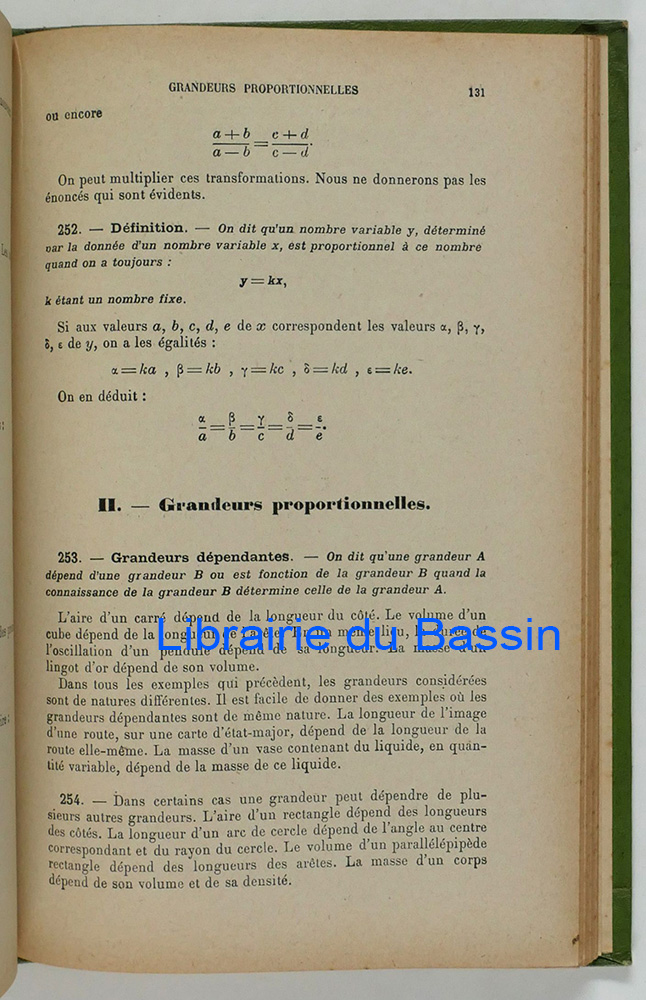 GRANDEURS PROPORTIONNELLES 131
ou encore
a + b / a — b = c + d / c — d.
On peut multiplier ces transformations. Nous ne donnerons pas les
énoncés qui sont évidents.
252. — Définition. — On dit qu'un nombre variable y, déterminé
par la donnée d'un nombre variable x, est proportionnel à ce nombre
quand on a toujours :
y = kx,
k étant un nombre fixe.
Si aux valeurs a, b, c, d, e de x correspondent les valeurs α, β, γ,
δ, ε de y, on a les égalités :
α = ka , β = kb , γ = kc , δ = kd , ε = ke.
On en déduit :
α/a = β/b = γ/c = δ/d = ε/e.
II. — Grandeurs proportionnelles.
253. — Grandeurs dépendantes. — On dit qu'une grandeur A
dépend d'une grandeur B ou est fonction de la grandeur B quand la
connaissance de la grandeur B détermine celle de la grandeur A.
L'aire d'un carré dépend de la longueur du côté. Le volume d'un
cube dépend de la longueur de
Librairie du Bassin
l'oscillation d'un pendule dépend de sa longueur. La masse d'un
lingot d'or dépend de son volume.
Dans tous les exemples qui précèdent, les grandeurs considérées
sont de natures différentes. Il est facile de donner des exemples où les
grandeurs dépendantes sont de même nature. La longueur de l'image
d'une route, sur une carte d'état-major, dépend de la longueur de la
route elle-même. La masse d'un vase contenant du liquide, en quan-
tité variable, dépend de la masse de ce liquide.
254. — Dans certains cas une grandeur peut dépendre de plu-
sieurs autres grandeurs. L'aire d'un rectangle dépend des longueurs
des côtés. La longueur d'un arc de cercle dépend de l'angle au centre
correspondant et du rayon du cercle. Le volume d'un parallélépipède
rectangle dépend des longueurs des arêtes. La masse d'un corps
dépend de son volume et de sa densité.